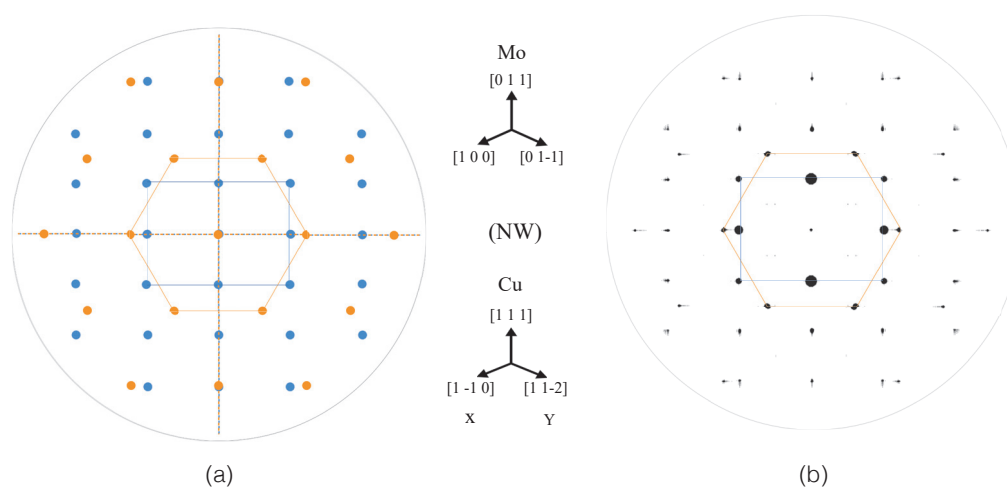 Mo
[0 1 1]
[1 0 0] [0 1-1]
(NW)
Cu
[1 1 1]
[1 -1 0] [1 1-2]
x Y
(a) (b)